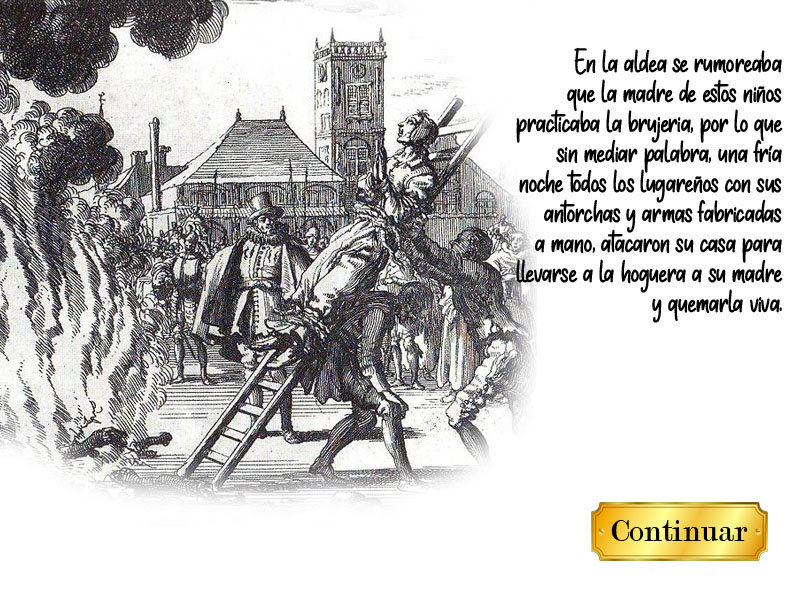 En la aldea se rumoreaba
que la madre de estos niños
practicaba la brujeria, por lo que
sin mediar palabra, una fría
noche todos los lugareños con sus
antorchas y armas fabricadas
a mano, atacaron su casa para
llevarse a la hoguera a su madre
y quemarla viva.
Continuar